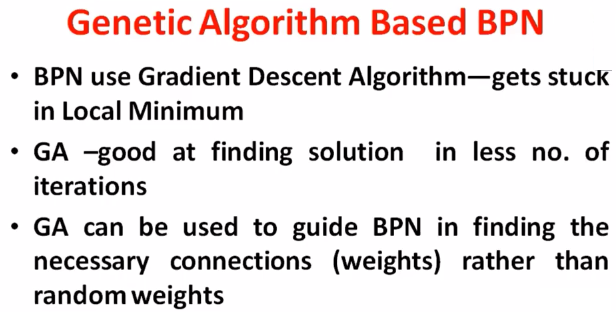 Genetic Algorithm Based BPN
• BPN use Gradient Descent Algorithm—gets stuck
in Local Minimum
• GA –good at finding solution in less no. of
iterations
• GA can be used to guide BPN in finding the
necessary connections (weights) rather than
random weights